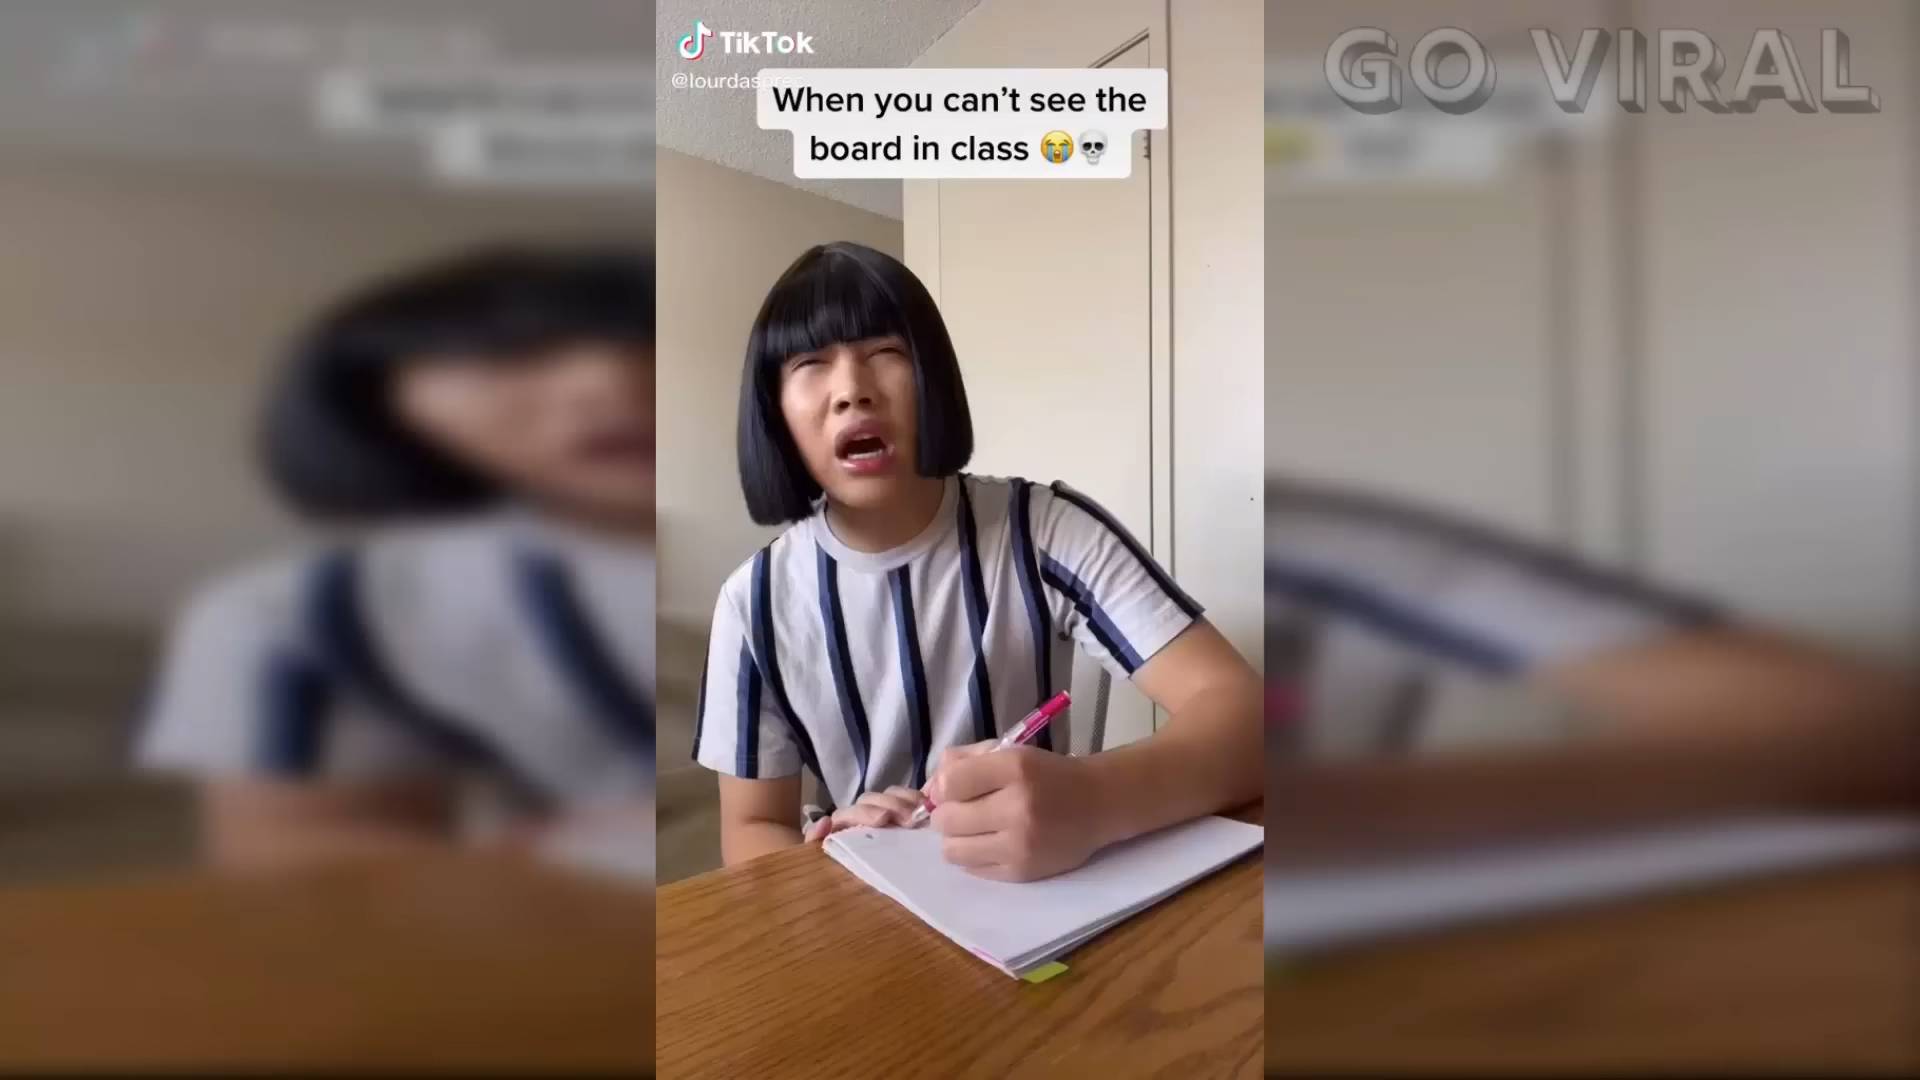 TikTok
GO VIRAL
When you can't see the
board in class 😭💀